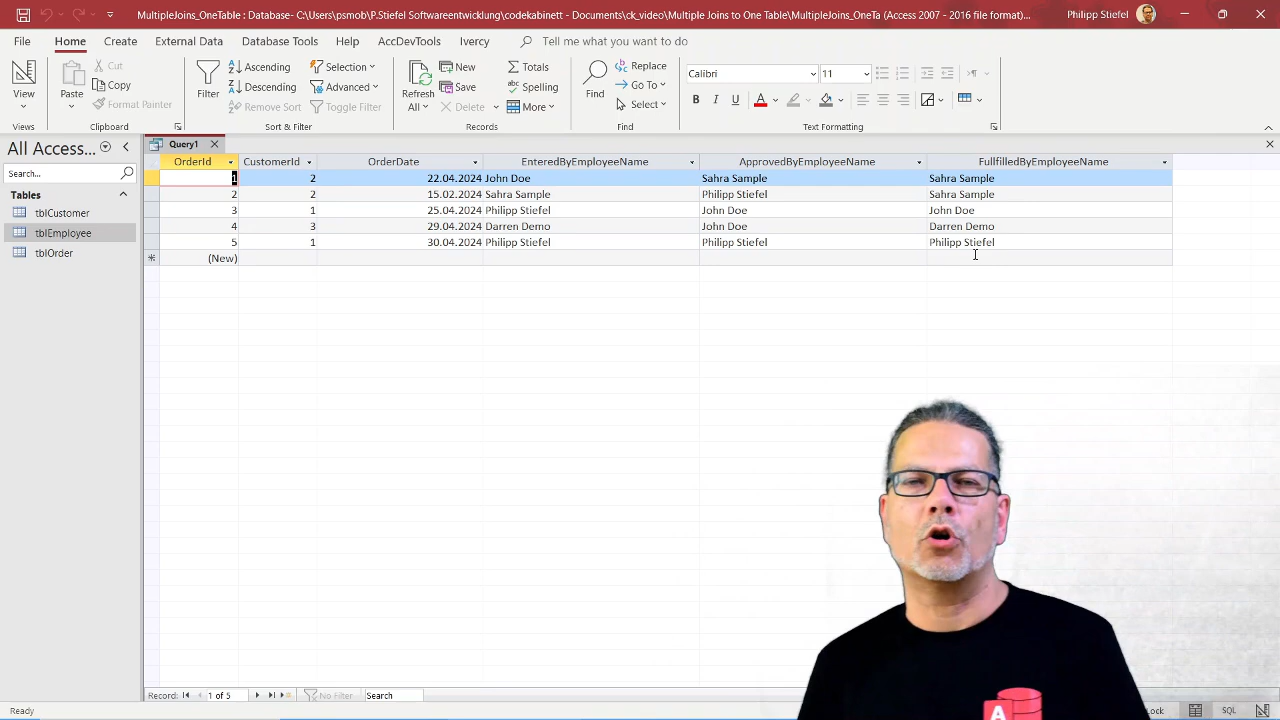 MultipleJoins_OneTable : Database- C:\Users\psmob\P.Stiefel Softwareentwicklung\codekabinett - Documents\ck_video\Multiple Joins to One Table\MultipleJoins_OneTa (Access 2007 - 2016 file format)...
Philipp Stiefel
File Home Create External Data Database Tools Help AccDevTools Ivercy Tell me what you want to do
View
Views
Paste
Cut
Copy
Format Painter
Clipboard
Filter
Ascending
Descending
Remove Sort
Selection
Advanced
Toggle Filter
Sort & Filter
Refresh
All
New
Save
Delete
Totals
Spelling
More
Records
Find
Replace
Go To
Select
Find
Calibri 11
B I U A
Text Formatting
All Access...
Search...
Tables
tblCustomer
tblEmployee
tblOrder
Query1
OrderId CustomerId OrderDate EnteredByEmployeeName ApprovedByEmployeeName FullfilledByEmployeeName
1 2 22.04.2024 John Doe Sahra Sample Sahra Sample
2 2 15.02.2024 Sahra Sample Philipp Stiefel Sahra Sample
3 1 25.04.2024 Philipp Stiefel John Doe John Doe
4 3 29.04.2024 Darren Demo John Doe Darren Demo
5 1 30.04.2024 Philipp Stiefel Philipp Stiefel Philipp Stiefel
(New)
A
Record: 1 of 5 No Filter Search
Ready
Lock SQL